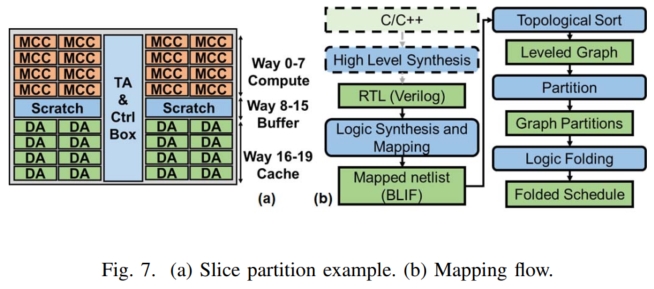 MCC MCC MCC MCC
MCC MCC MCC MCC
MCC MCC MCC MCC
MCC MCC MCC MCC
Scratch Scratch
DA DA DA DA
DA DA DA DA
DA DA DA DA
DA DA DA DA
TA
&
Ctrl
Box
Way 0-7
Compute
Way 8-15
Buffer
Way 16-19
Cache
(a)
(b)
C/C++
High Level Synthesis
RTL (Verilog)
Logic Synthesis and
Mapping
Mapped netlist
(BLIF)
Topological Sort
Leveled Graph
Partition
Graph Partitions
Logic Folding
Folded Schedule
Fig. 7. (a) Slice partition example. (b) Mapping flow.